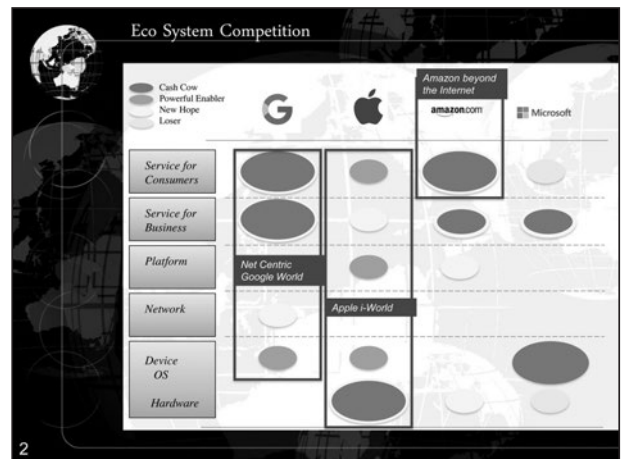 Eco System Competition
Cash Cow
Powerful Enabler
New Hope
Loser
G
Amazon beyond
the Internet
amazon.com
Microsoft
Service for
Consumers
Service for
Business
Platform
Net Centric
Google World
Network
Apple i-World
Device
OS
Hardware
2